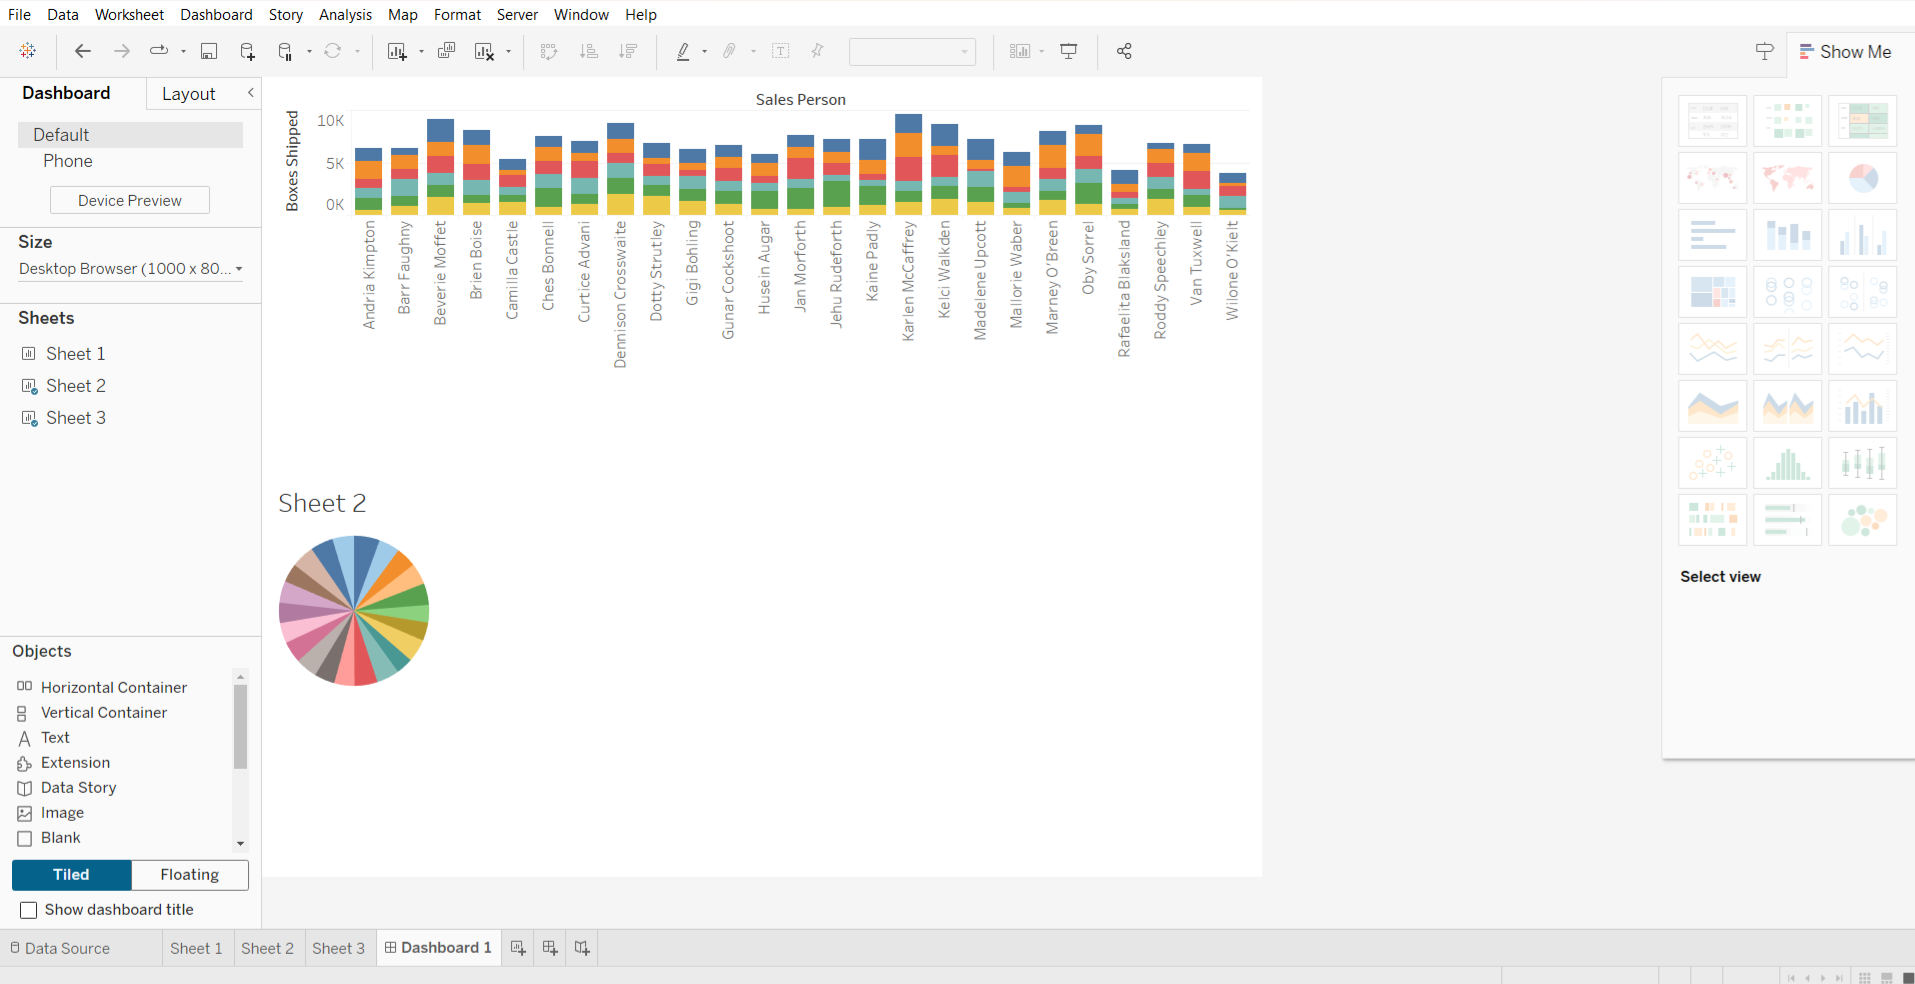 File Data Worksheet Dashboard Story Analysis Map Format Server Window Help
Show Me
Dashboard Layout
Default
Phone
Device Preview
Size
Desktop Browser (1000 x 80...
Sheets
Sheet 1
Sheet 2
Sheet 3
Objects
Horizontal Container
Vertical Container
Text
Extension
Data Story
Image
Blank
Tiled Floating
Show dashboard title
Sales Person
Boxes Shipped
10K
5K
0K
Andria Kimpton
Barr Faughny
Beverie Moffet
Brien Boise
Camilla Castle
Ches Bonnell
Curtice Advani
Dennison Crosswaite
Dotty Strutley
Gigi Bohling
Gunar Cockshoot
Husein Augar
Jan Morforth
Jehu Rudeforth
Kaine Padly
Karlen McCaffrey
Kelci Walkden
Madelene Upcott
Mallorie Waber
Marney O'Breen
Oby Sorrel
Rafaelita Blaksland
Roddy Speechley
Van Tuxwell
Wilone O'Kielt
Sheet 2
Select view
Data Source Sheet 1 Sheet 2 Sheet 3 Dashboard 1